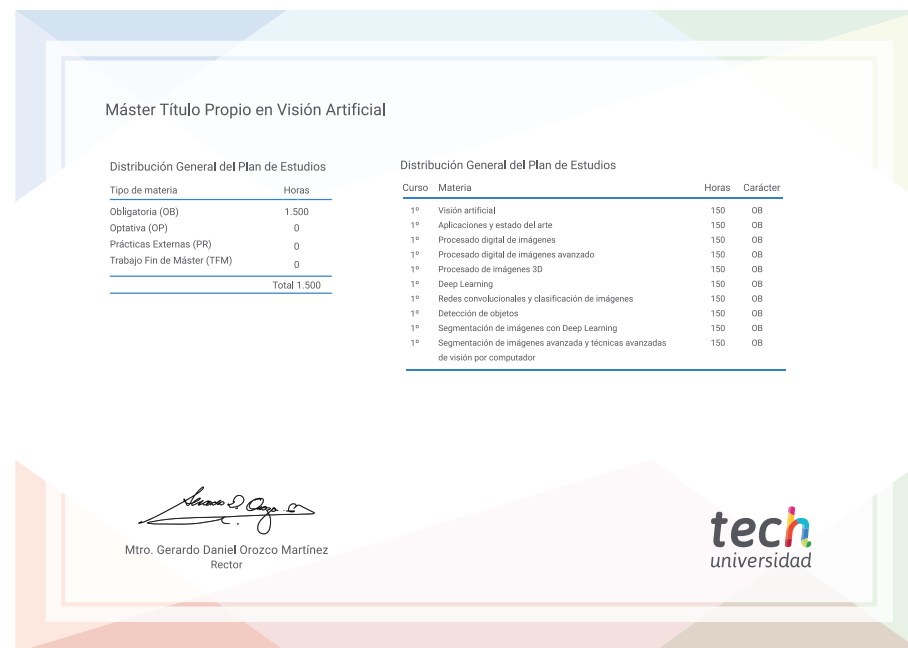 Máster Título Propio en Visión Artificial
Distribución General del Plan de Estudios
Tipo de materia Horas
Obligatoria (OB) 1.500
Optativa (OP) 0
Prácticas Externas (PR) 0
Trabajo Fin de Máster (TFM) 0
Total 1.500
Distribución General del Plan de Estudios
Curso Materia Horas Carácter
1º Visión artificial 150 OB
1º Aplicaciones y estado del arte 150 OB
1º Procesado digital de imágenes 150 OB
1º Procesado digital de imágenes avanzado 150 OB
1º Procesado de imágenes 3D 150 OB
1º Deep Learning 150 OB
1º Redes convolucionales y clasificación de imágenes 150 OB
1º Detección de objetos 150 OB
1º Segmentación de imágenes con Deep Learning 150 OB
1º Segmentación de imágenes avanzada y técnicas avanzadas 150 OB
de visión por computador
Mtro. Gerardo Daniel Orozco Martínez
Rector
tech
universidad